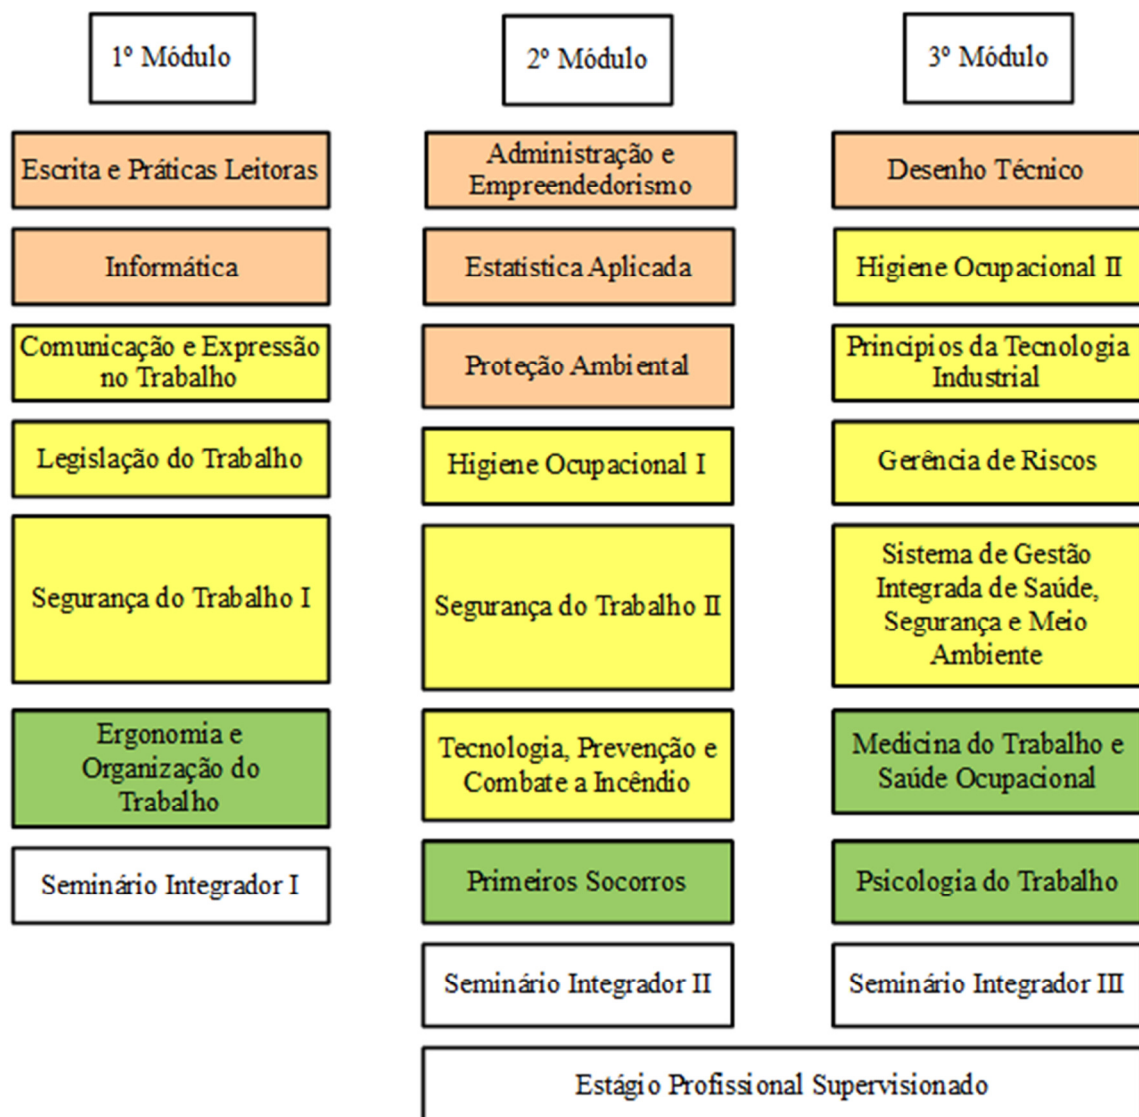 1º Módulo
Escrita e Práticas Leitoras
Informática
Comunicação e Expressão
no Trabalho
Legislação do Trabalho
Segurança do Trabalho I
Ergonomia e
Organização do
Trabalho
Seminário Integrador I
2º Módulo
Administração e
Empreendedorismo
Estatística Aplicada
Proteção Ambiental
Higiene Ocupacional I
Segurança do Trabalho II
Tecnologia, Prevenção e
Combate a Incêndio
Primeiros Socorros
Seminário Integrador II
3º Módulo
Desenho Técnico
Higiene Ocupacional II
Princípios da Tecnologia
Industrial
Gerência de Riscos
Sistema de Gestão
Integrada de Saúde,
Segurança e Meio
Ambiente
Medicina do Trabalho e
Saúde Ocupacional
Psicologia do Trabalho
Seminário Integrador III
Estágio Profissional Supervisionado